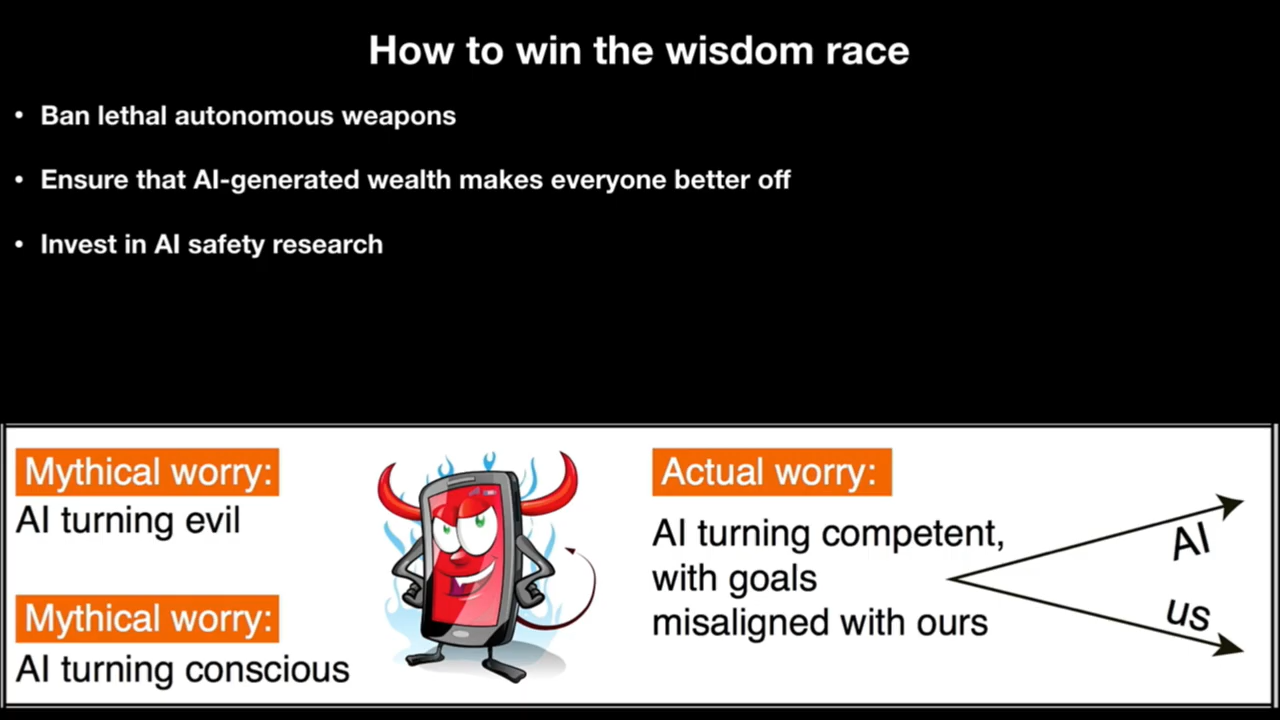 How to win the wisdom race
• Ban lethal autonomous weapons
• Ensure that AI-generated wealth makes everyone better off
• Invest in AI safety research
Mythical worry:
AI turning evil
Mythical worry:
AI turning conscious
Actual worry:
AI turning competent,
with goals
misaligned with ours
AI
us